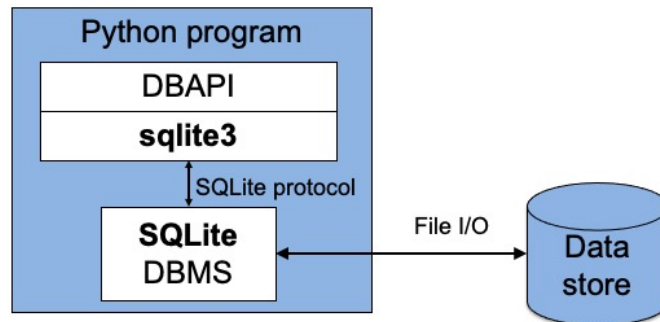 Python program
DBAPI
sqlite3
SQLite protocol
SQLite
DBMS
File I/O
Data
store